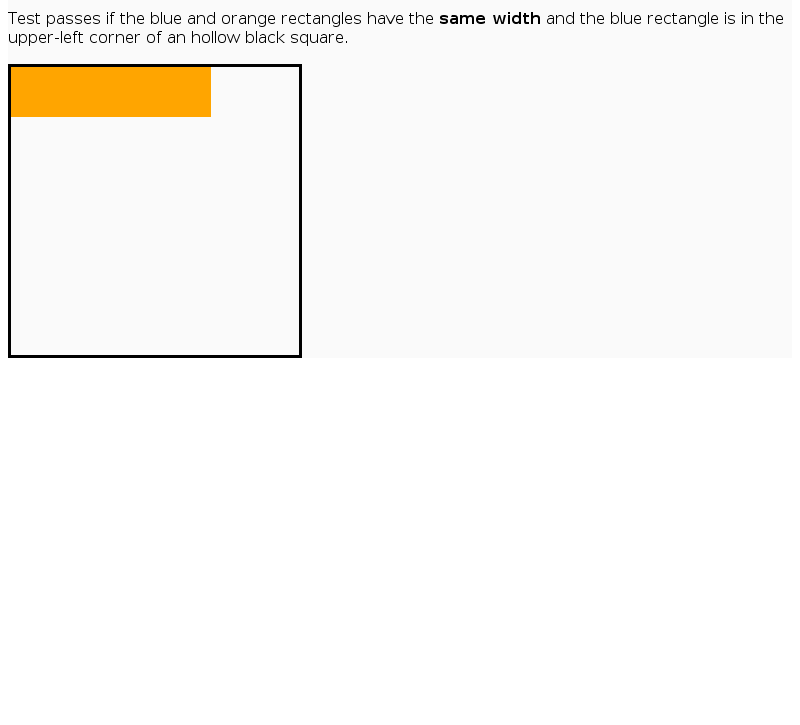 Test passes if the blue and orange rectangles have the same width and the blue rectangle is in the
upper-left corner of an hollow black square.